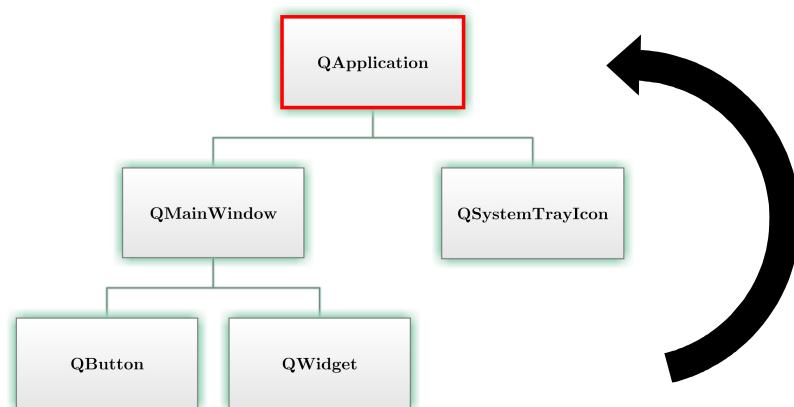 QApplication
QMainWindow
QSystemTrayIcon
QButton
QWidget